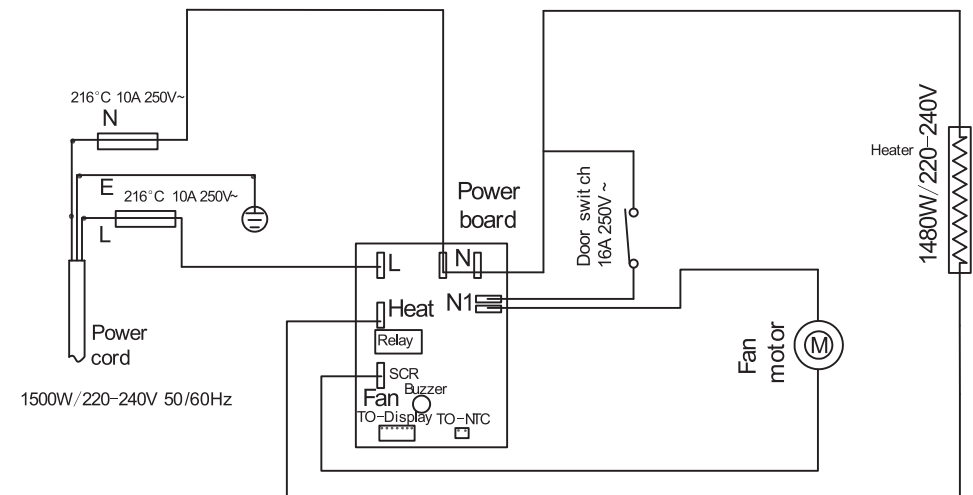 216°C 10A 250V~
N
E
216°C 10A 250V~
L
Power
cord
1500W/220-240V 50/60Hz
Power
board
L
N
N1
Heat
Relay
SCR
Fan
Buzzer
TO-Display
TO-NTC
Door switch
16A 250V~
Fan
motor
M
Heater
1480W/220-240V